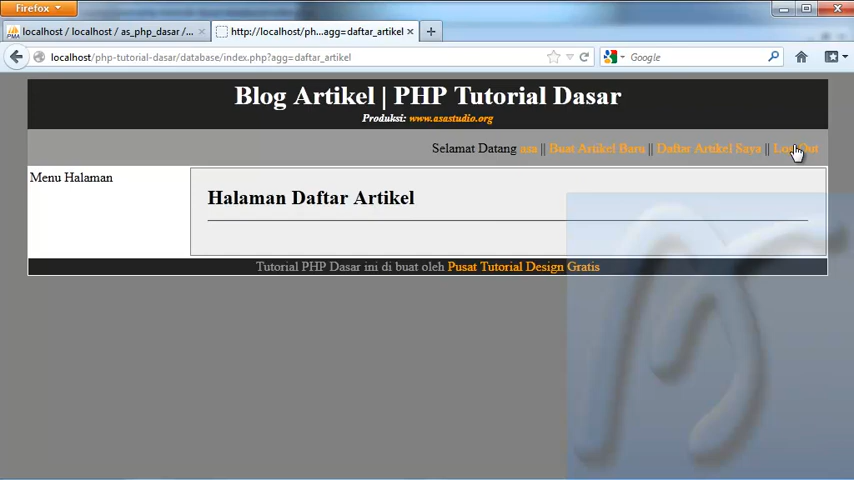 Firefox
localhost / localhost / as_php_dasar /...
http://localhost/ph...agg=daftar_artikel
localhost/php-tutorial-dasar/database/index.php?agg=daftar_artikel
Google
Blog Artikel | PHP Tutorial Dasar
Produksi: www.asastudio.org
Selamat Datang asa || Buat Artikel Baru || Daftar Artikel Saya || Log Out
Menu Halaman
Halaman Daftar Artikel
Tutorial PHP Dasar ini di buat oleh Pusat Tutorial Design Gratis